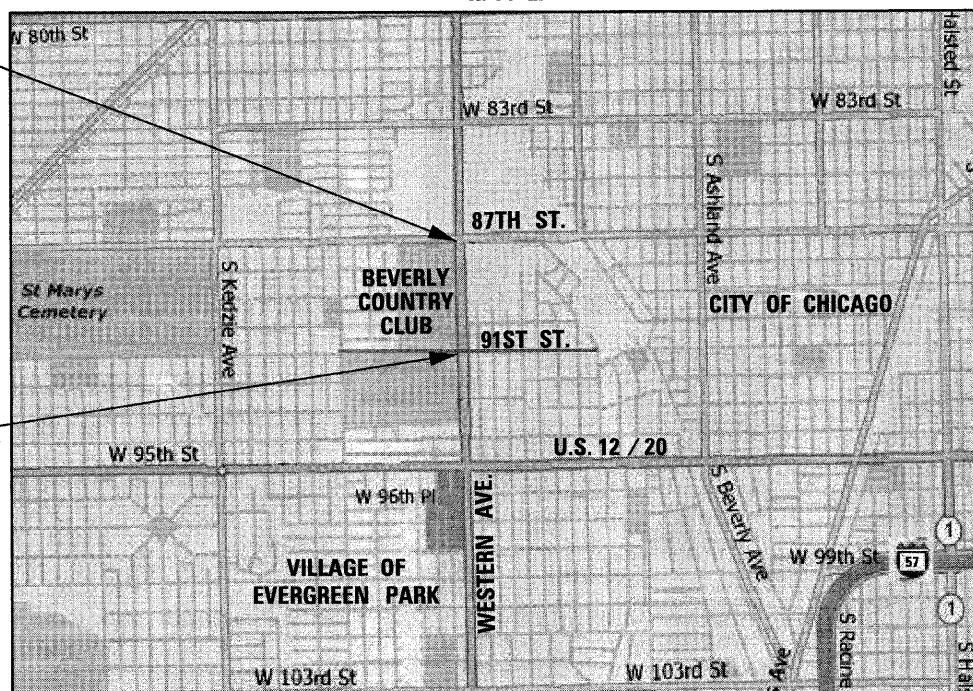 W 80th St
Halsted St.
W 83rd St
W 83rd St
S Ashland Ave
87TH ST.
BEVERLY
COUNTRY
CLUB
St Marys
Cemetery
S Kedzie Ave
CITY OF CHICAGO
91ST ST.
W 95th St
U.S. 12 / 20
W 96th Pl
WESTERN AVE.
S Beverly Ave
VILLAGE OF
EVERGREEN PARK
W 99th St
57
1
1
S Racine
W 103rd St
W 103rd St
Ave